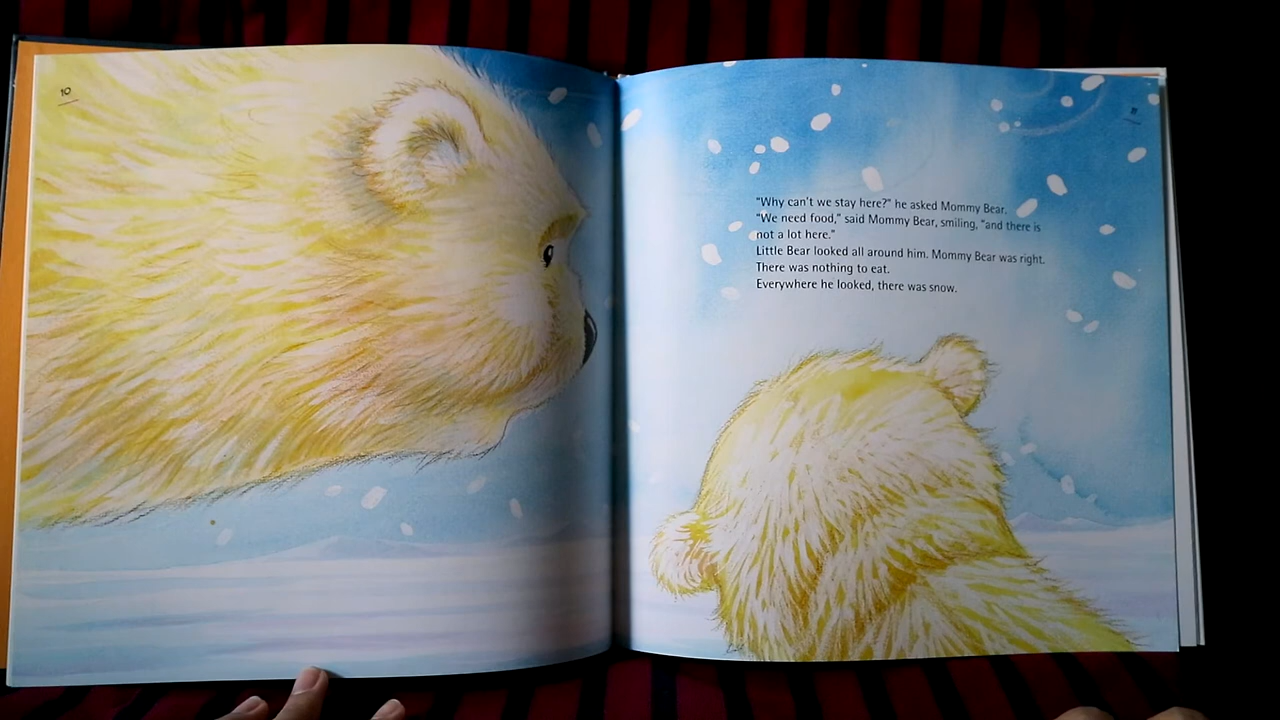 10
11
"Why can't we stay here?" he asked Mommy Bear.
"We need food," said Mommy Bear, smiling, "and there is
not a lot here."
Little Bear looked all around him. Mommy Bear was right.
There was nothing to eat.
Everywhere he looked, there was snow.